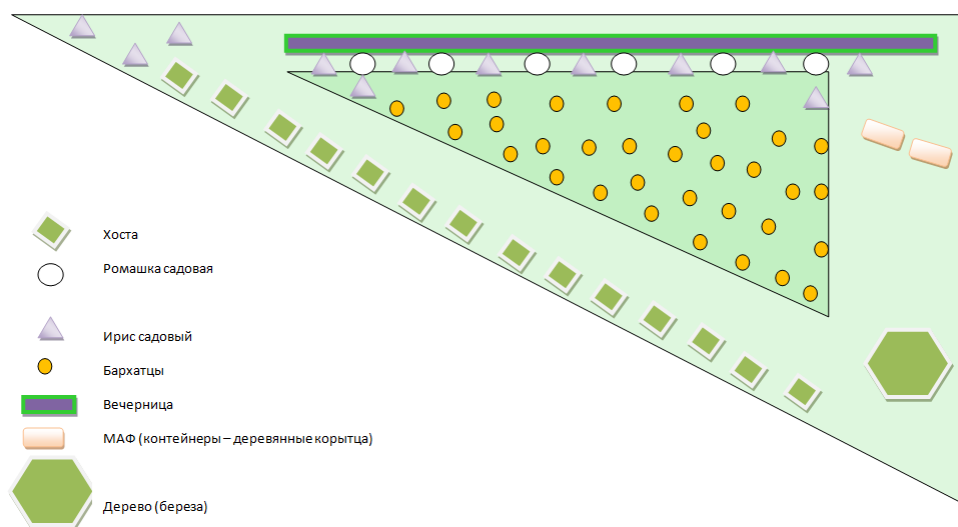 Хоста
Ромашка садовая
Ирис садовый
Бархатцы
Вечерница
МАФ (контейнеры – деревянные корытца)
Дерево (береза)